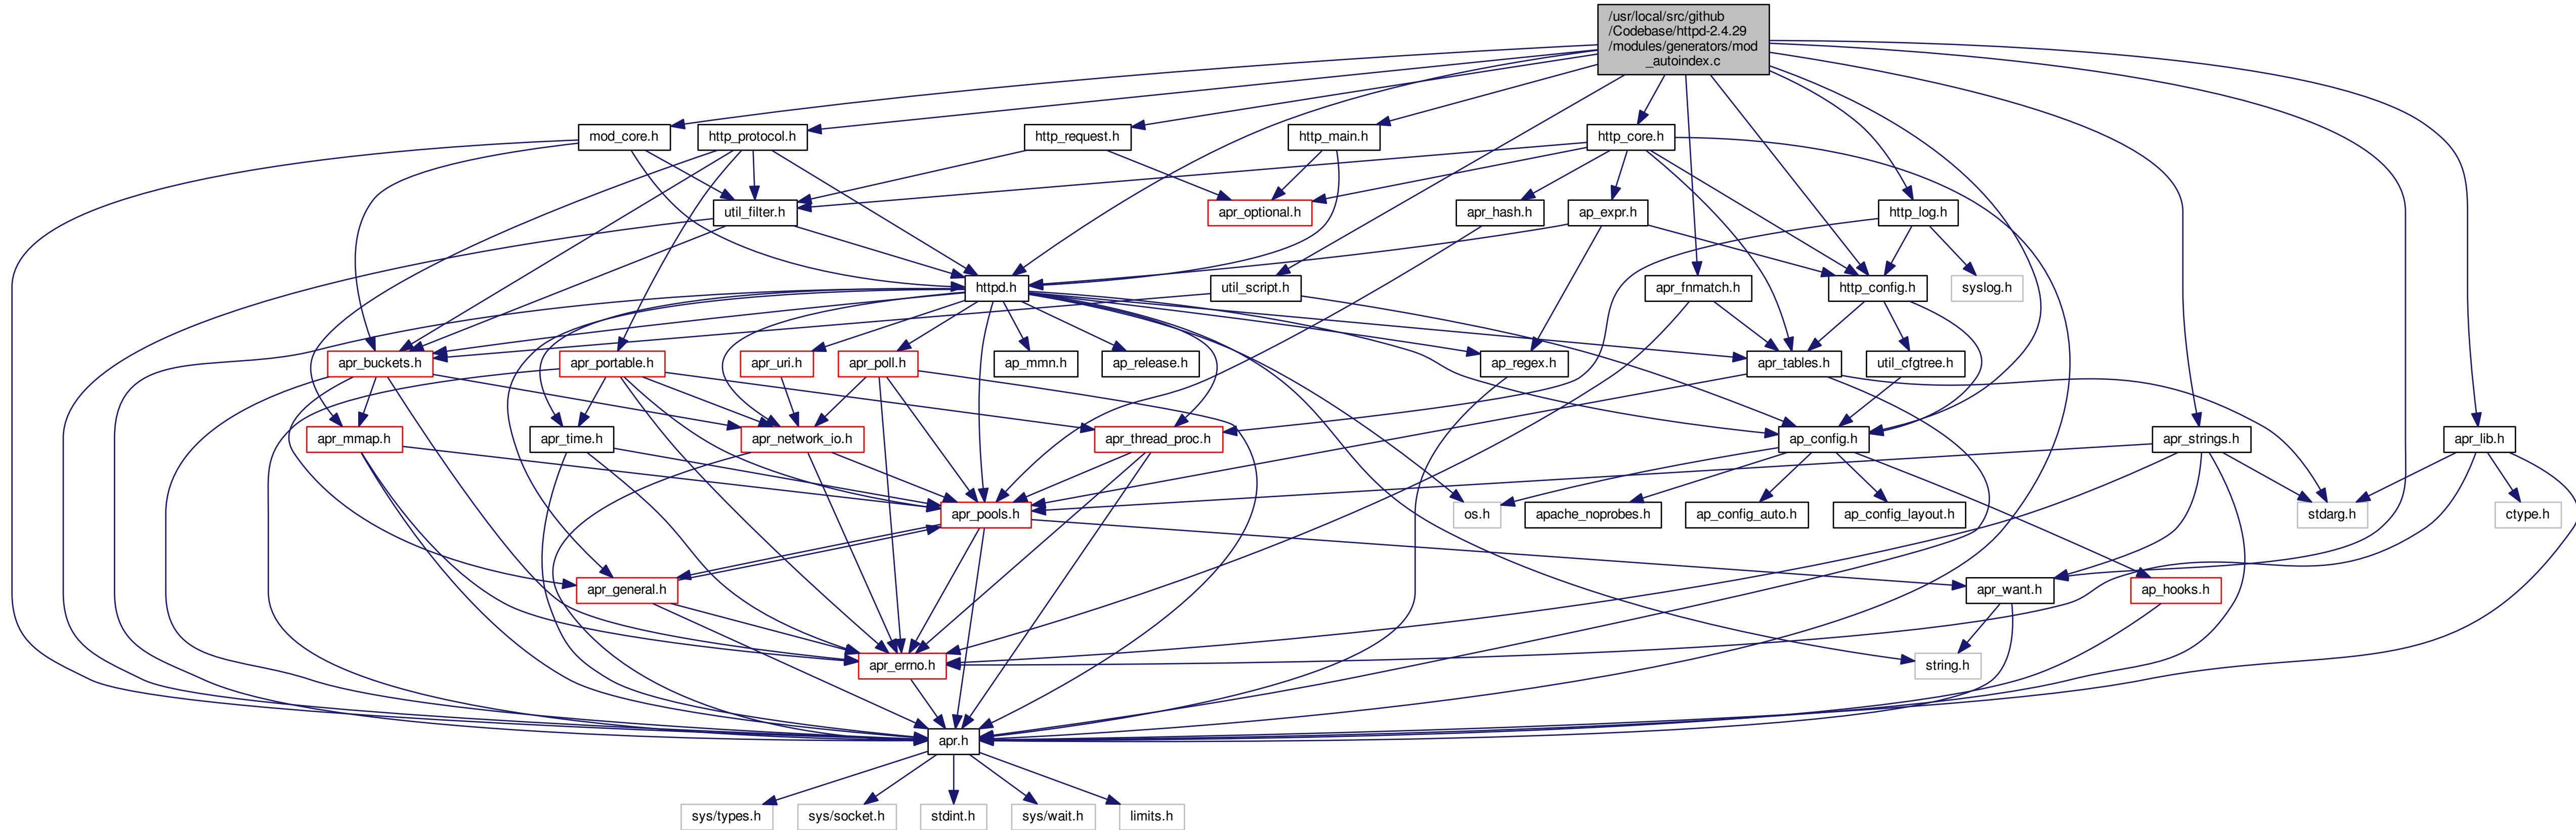 /usr/local/src/github
/Codebase/httpd-2.4.29
/modules/generators/mod
_autoindex.c
mod_core.h
http_protocol.h
http_request.h
http_main.h
http_core.h
util_filter.h
apr_optional.h
apr_hash.h
ap_expr.h
http_log.h
httpd.h
util_script.h
apr_fnmatch.h
http_config.h
syslog.h
apr_buckets.h
apr_portable.h
apr_uri.h
apr_poll.h
ap_mmn.h
ap_release.h
ap_regex.h
apr_tables.h
util_cfgtree.h
apr_mmap.h
apr_time.h
apr_network_io.h
apr_thread_proc.h
ap_config.h
apr_strings.h
apr_lib.h
apr_pools.h
os.h
apache_noprobes.h
ap_config_auto.h
ap_config_layout.h
stdarg.h
ctype.h
apr_general.h
apr_want.h
ap_hooks.h
apr_errno.h
string.h
apr.h
sys/types.h
sys/socket.h
stdint.h
sys/wait.h
limits.h